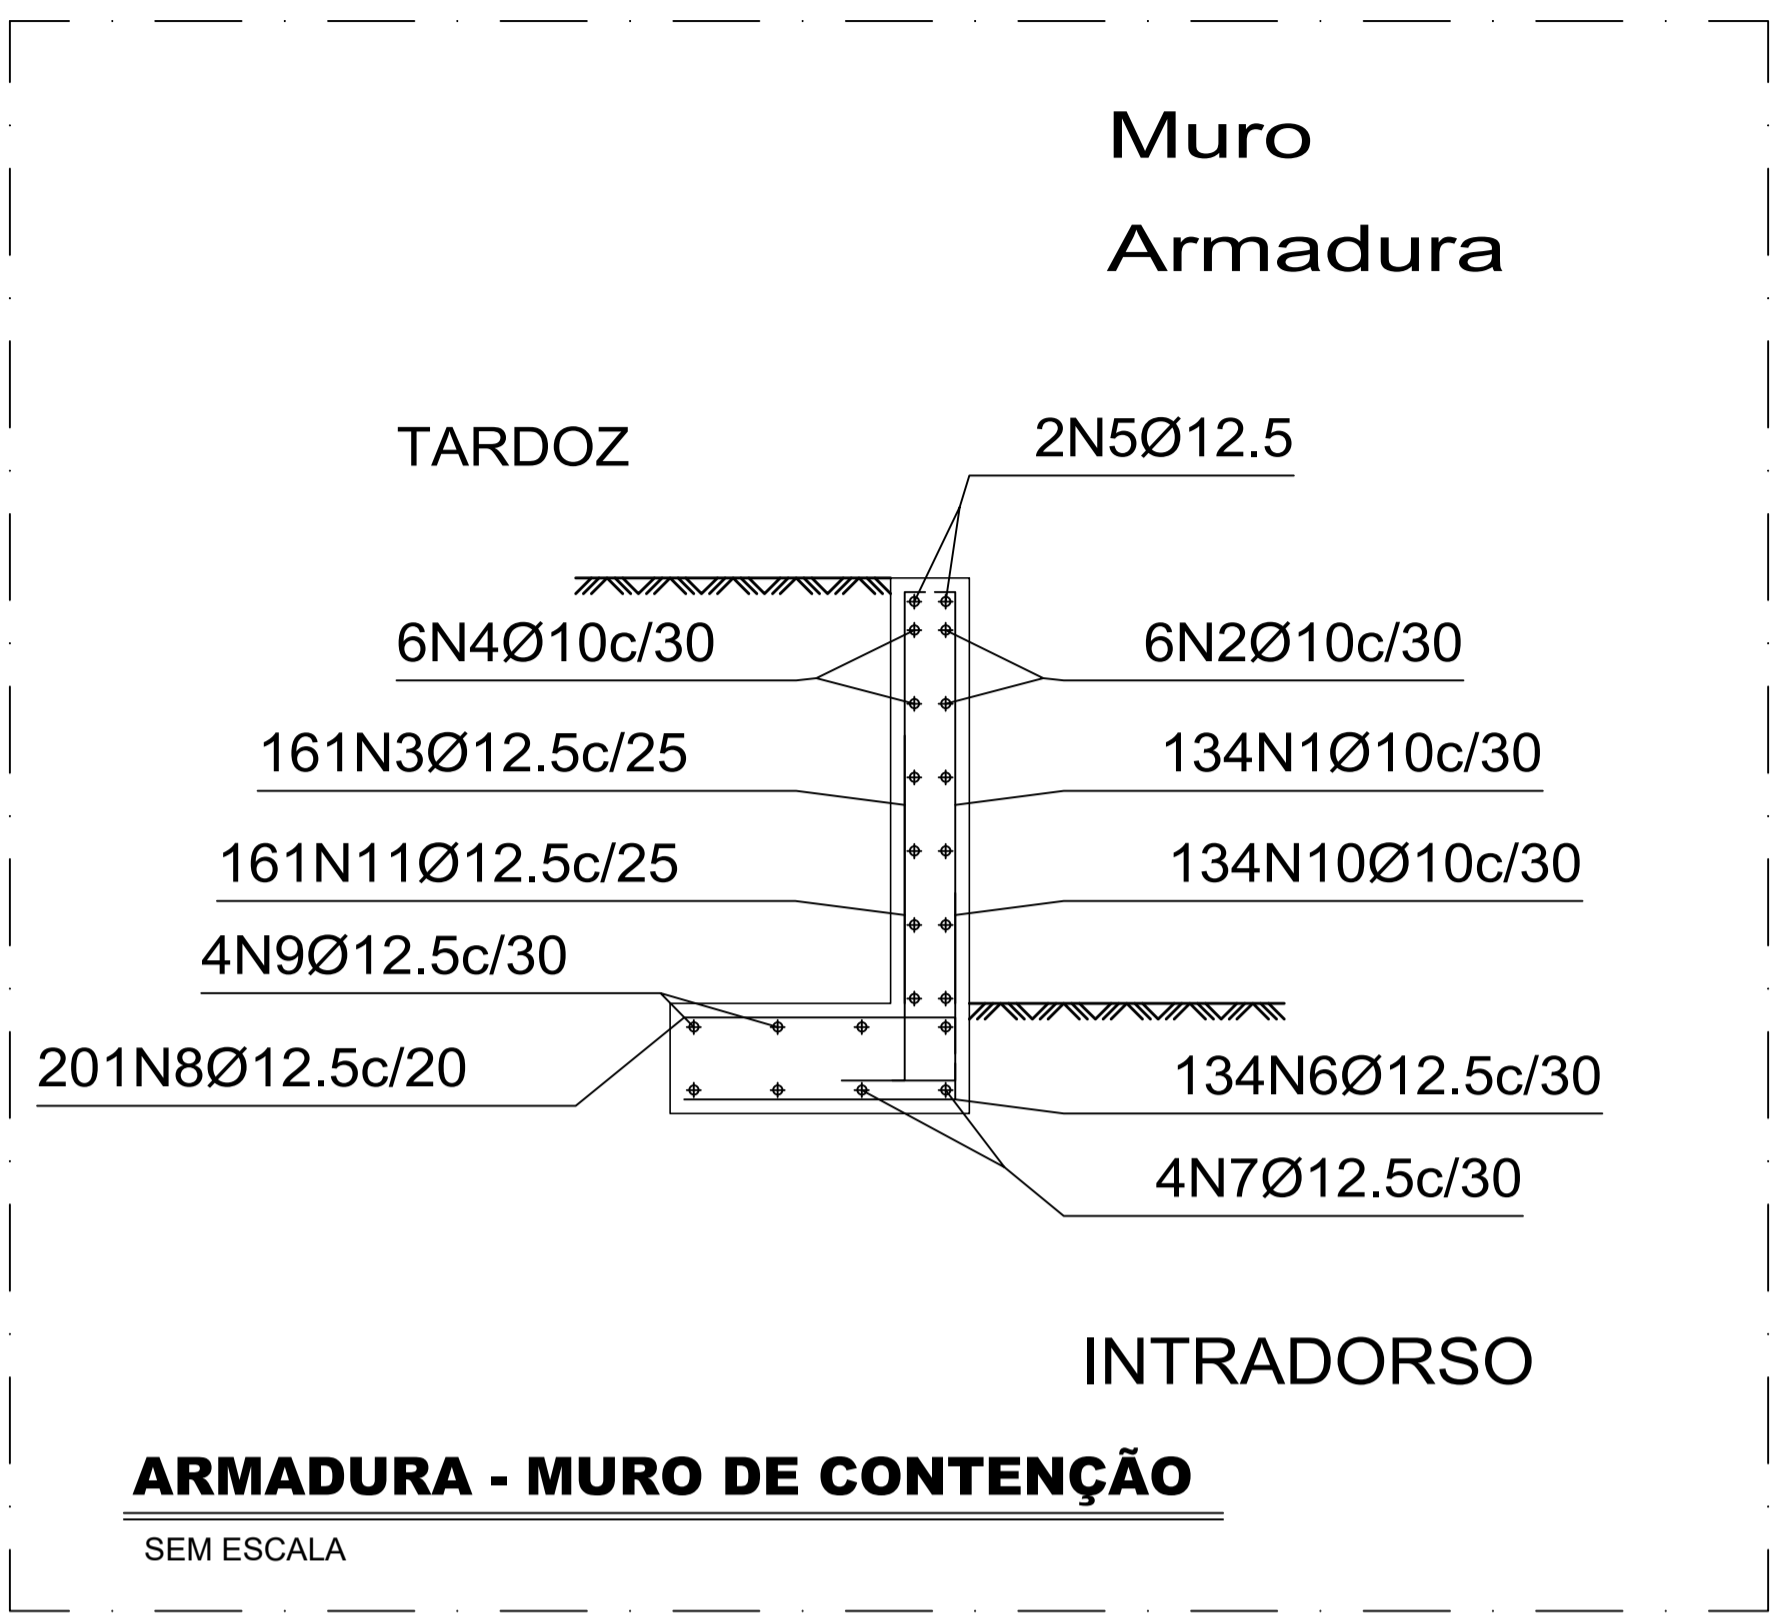 Muro
Armadura
TARDOZ
2N5Ø12.5
6N4Ø10c/30
6N2Ø10c/30
161N3Ø12.5c/25
134N1Ø10c/30
161N11Ø12.5c/25
134N10Ø10c/30
4N9Ø12.5c/30
201N8Ø12.5c/20
134N6Ø12.5c/30
4N7Ø12.5c/30
INTRADORSO
ARMADURA - MURO DE CONTENÇÃO
SEM ESCALA